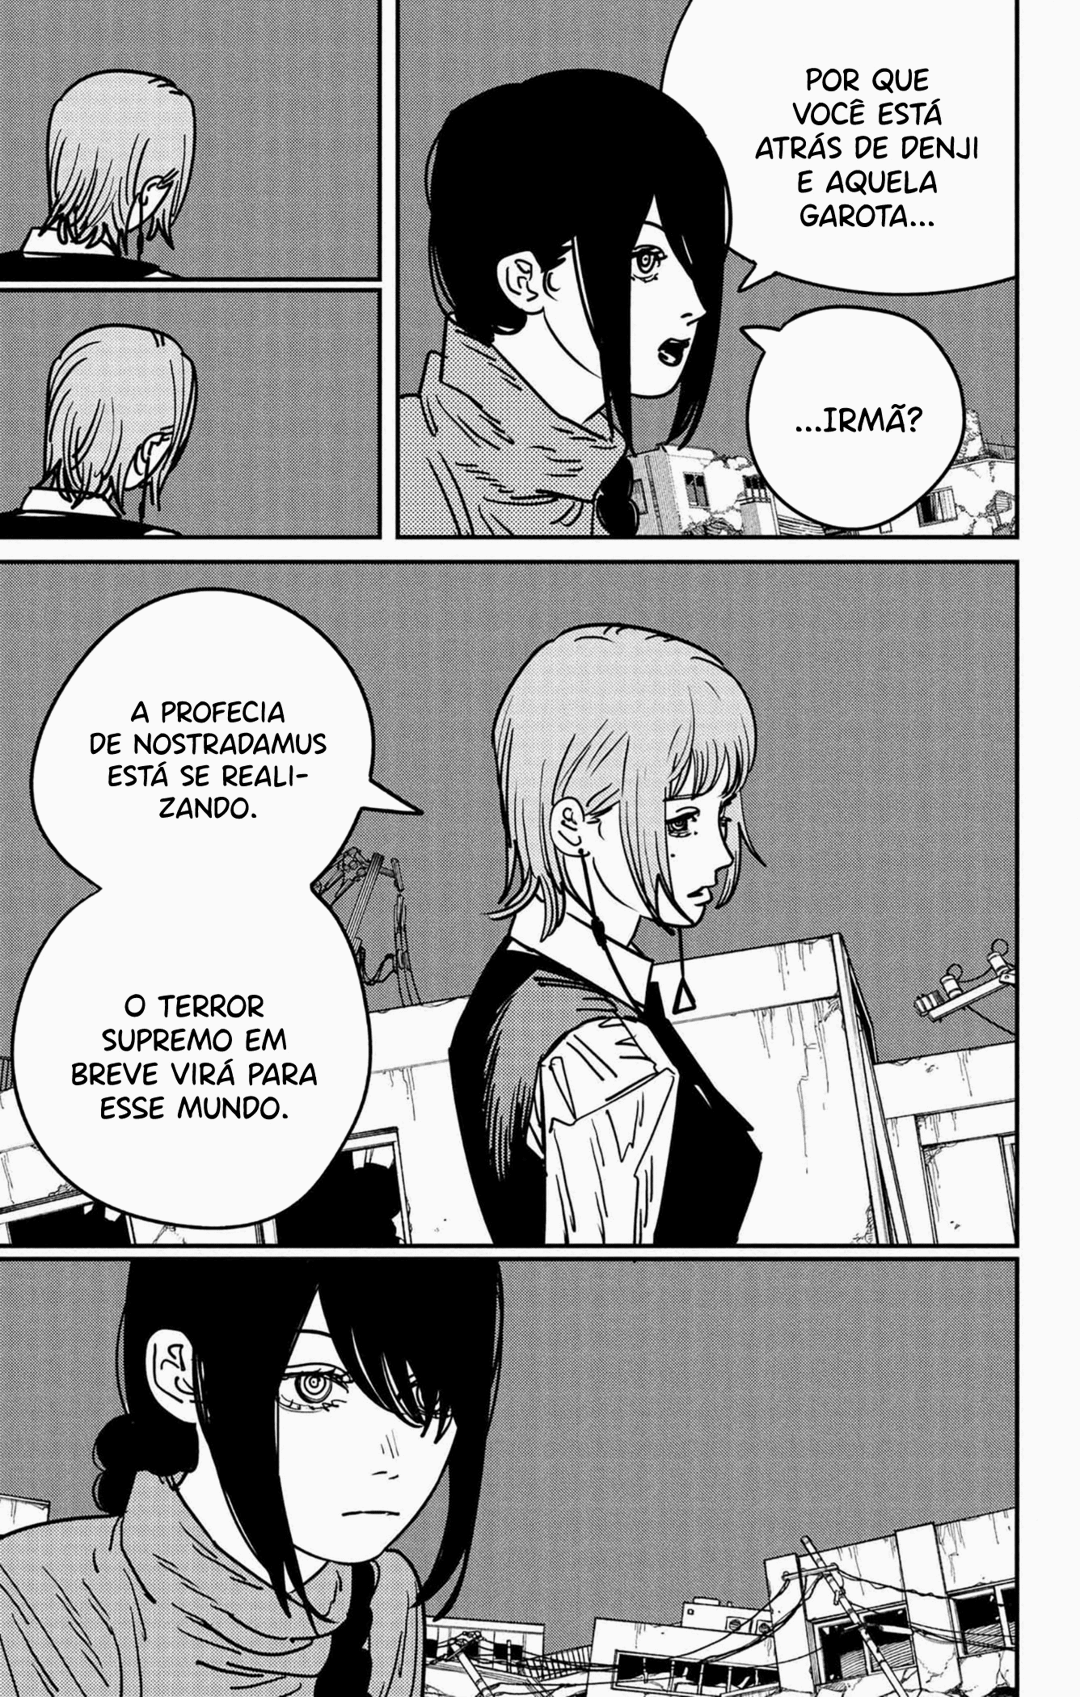 POR QUE
VOCÊ ESTÁ
ATRÁS DE DENJI
E AQUELA
GAROTA...
...IRMÃ?
A PROFECIA
DE NOSTRADAMUS
ESTÁ SE REALI-
ZANDO.
O TERROR
SUPREMO EM
BREVE VIRÁ PARA
ESSE MUNDO.